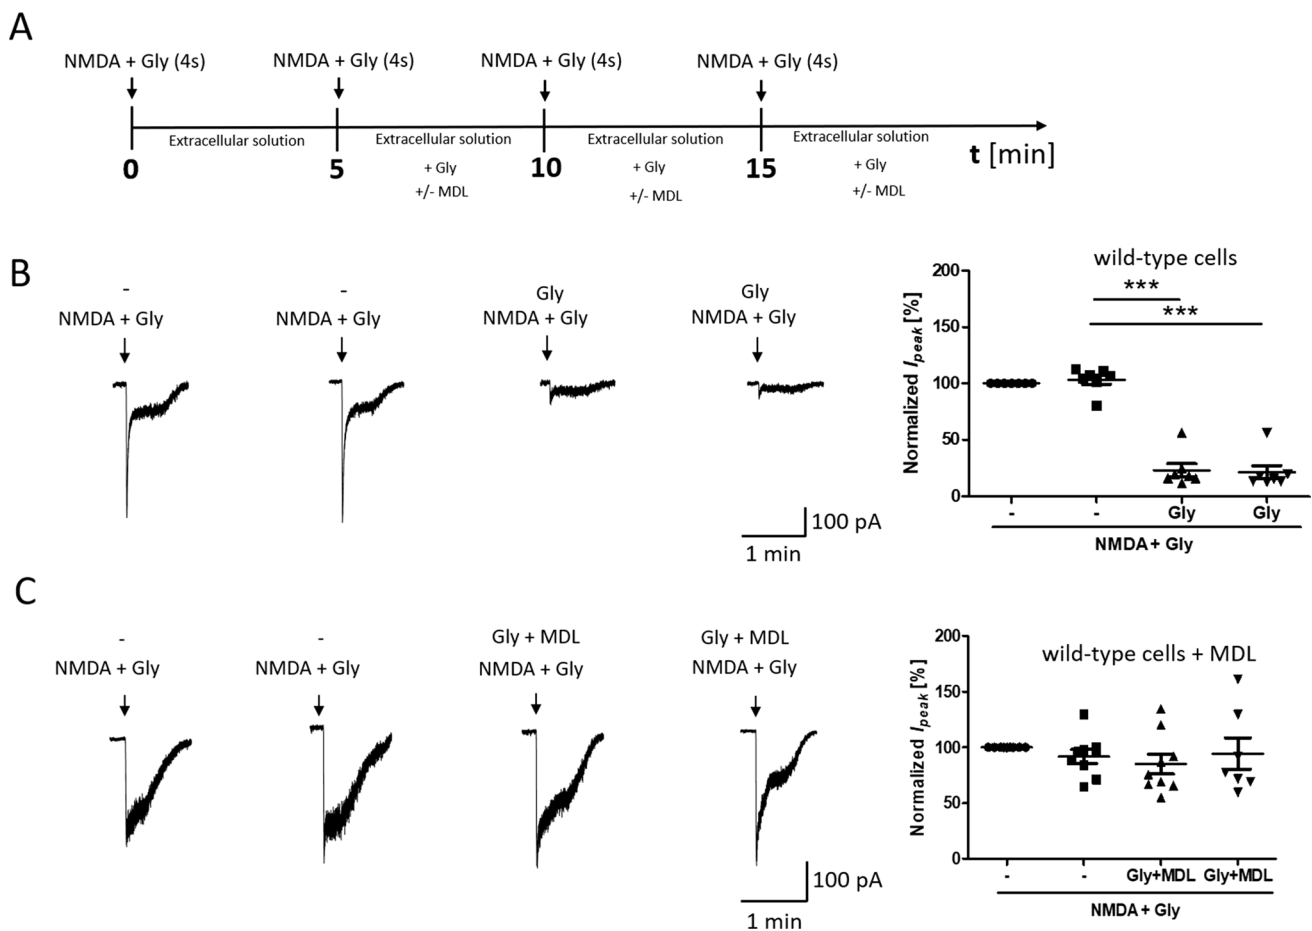 A
NMDA + Gly (4s) NMDA + Gly (4s) NMDA + Gly (4s) NMDA + Gly (4s)
Extracellular solution Extracellular solution Extracellular solution Extracellular solution
0 5 10 15 t [min]
+ Gly + Gly + Gly
+/- MDL +/- MDL +/- MDL
B
- - Gly Gly
NMDA + Gly NMDA + Gly NMDA + Gly NMDA + Gly
100 pA
1 min
wild-type cells
Normalized Ipeak [%]
200
***
150
***
100
50
0
- - Gly Gly
NMDA + Gly
C
- - Gly + MDL Gly + MDL
NMDA + Gly NMDA + Gly NMDA + Gly NMDA + Gly
100 pA
1 min
wild-type cells + MDL
Normalized Ipeak [%]
200
150
100
50
0
- - Gly+MDL Gly+MDL
NMDA + Gly